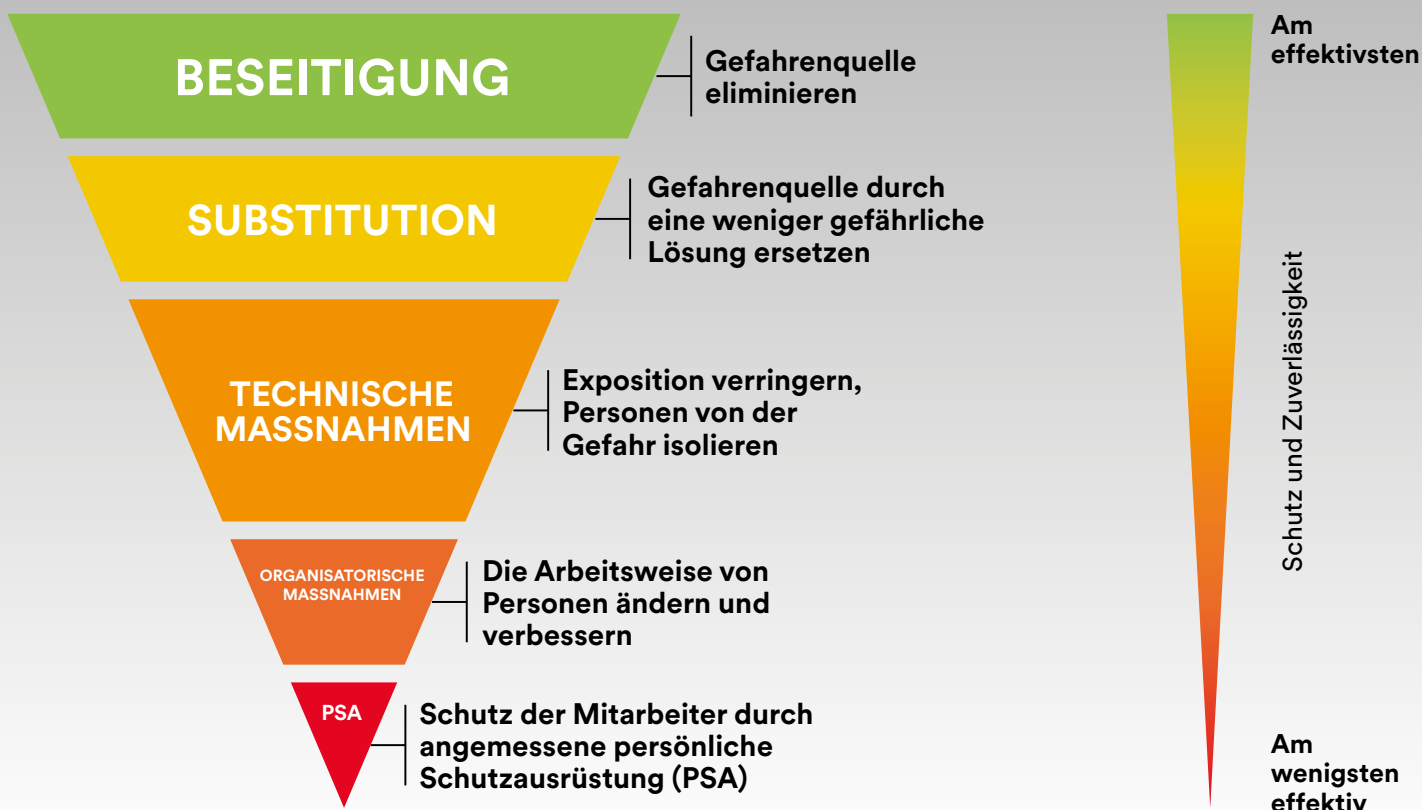 BESEITIGUNG
Gefahrenquelle
eliminieren
SUBSTITUTION
Gefahrenquelle durch
eine weniger gefährliche
Lösung ersetzen
TECHNISCHE
MASSNAHMEN
Exposition verringern,
Personen von der
Gefahr isolieren
ORGANISATORISCHE
MASSNAHMEN
Die Arbeitsweise von
Personen ändern und
verbessern
PSA
Schutz der Mitarbeiter durch
angemessene persönliche
Schutzausrüstung (PSA)
Am
effektivsten
Schutz und Zuverlässigkeit
Am
wenigsten
effektiv